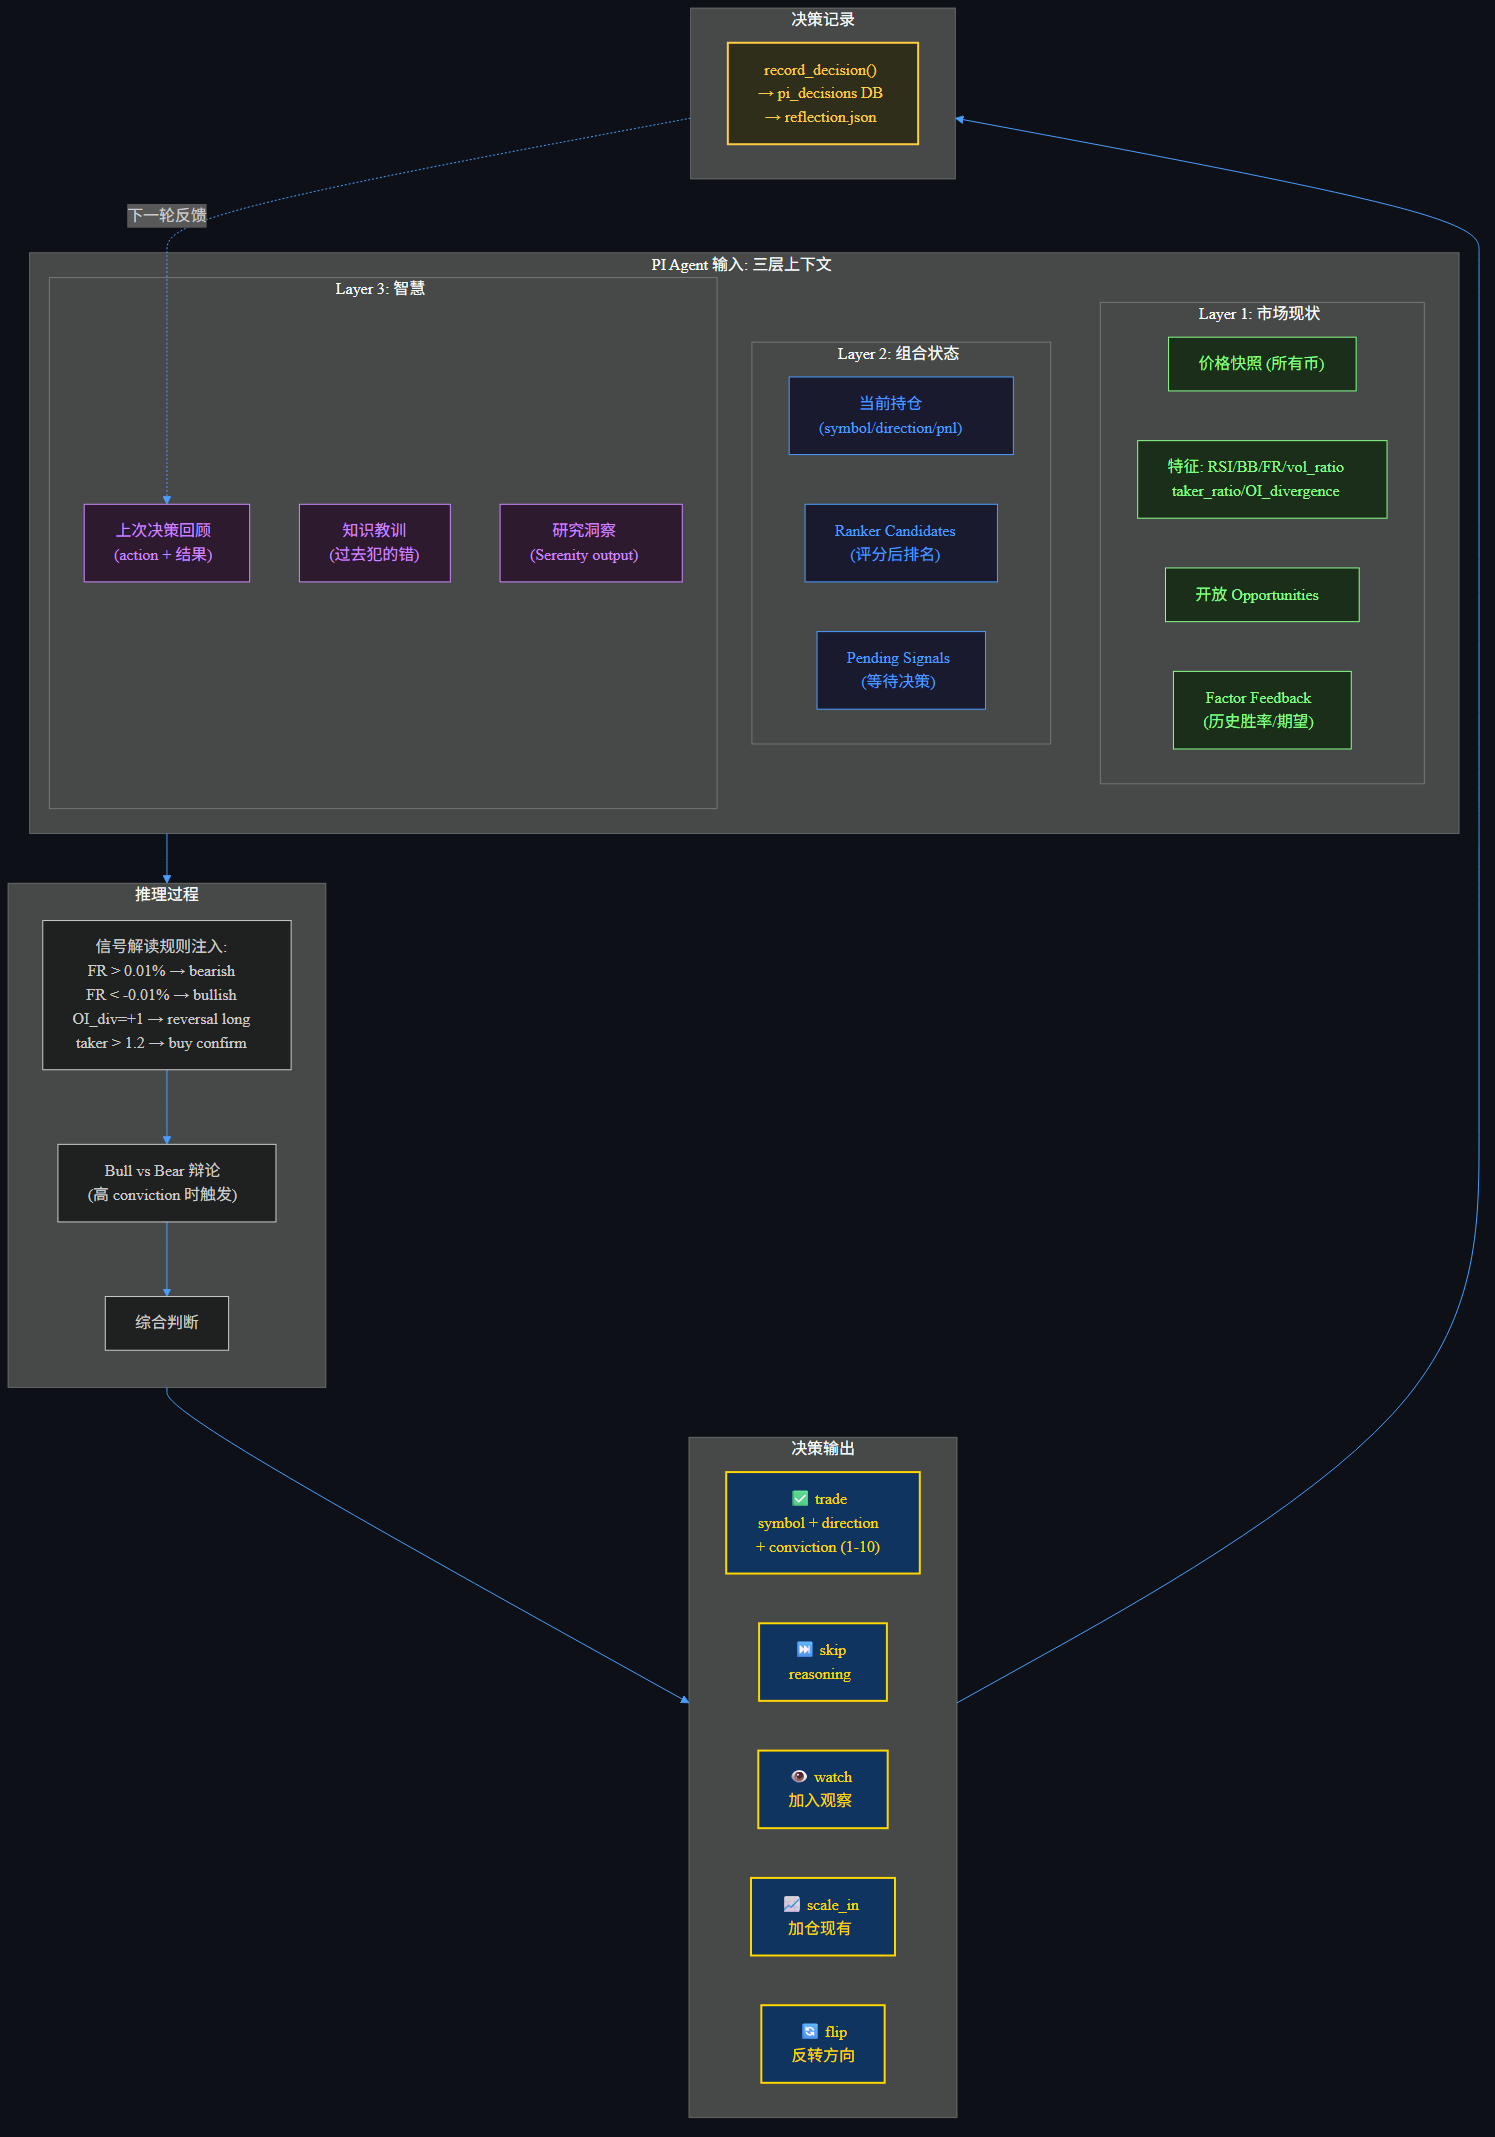 决策记录
record_decision()
→ pi_decisions DB
→ reflection.json
下一轮反馈
PI Agent 输入: 三层上下文
Layer 3: 智慧
上次决策回顾
(action + 结果)
知识教训
(过去犯的错)
研究洞察
(Serenity output)
Layer 2: 组合状态
当前持仓
(symbol/direction/pnl)
Ranker Candidates
(评分后排名)
Pending Signals
(等待决策)
Layer 1: 市场现状
价格快照 (所有币)
特征: RSI/BB/FR/vol_ratio
taker_ratio/OI_divergence
开放 Opportunities
Factor Feedback
(历史胜率/期望)
推理过程
信号解读规则注入:
FR > 0.01% → bearish
FR < -0.01% → bullish
OI_div=+1 → reversal long
taker > 1.2 → buy confirm
Bull vs Bear 辩论
(高 conviction 时触发)
综合判断
决策输出
✅ trade
symbol + direction
+ conviction (1-10)
⏭️ skip
reasoning
👁️ watch
加入观察
📈 scale_in
加仓现有
🔄 flip
反转方向